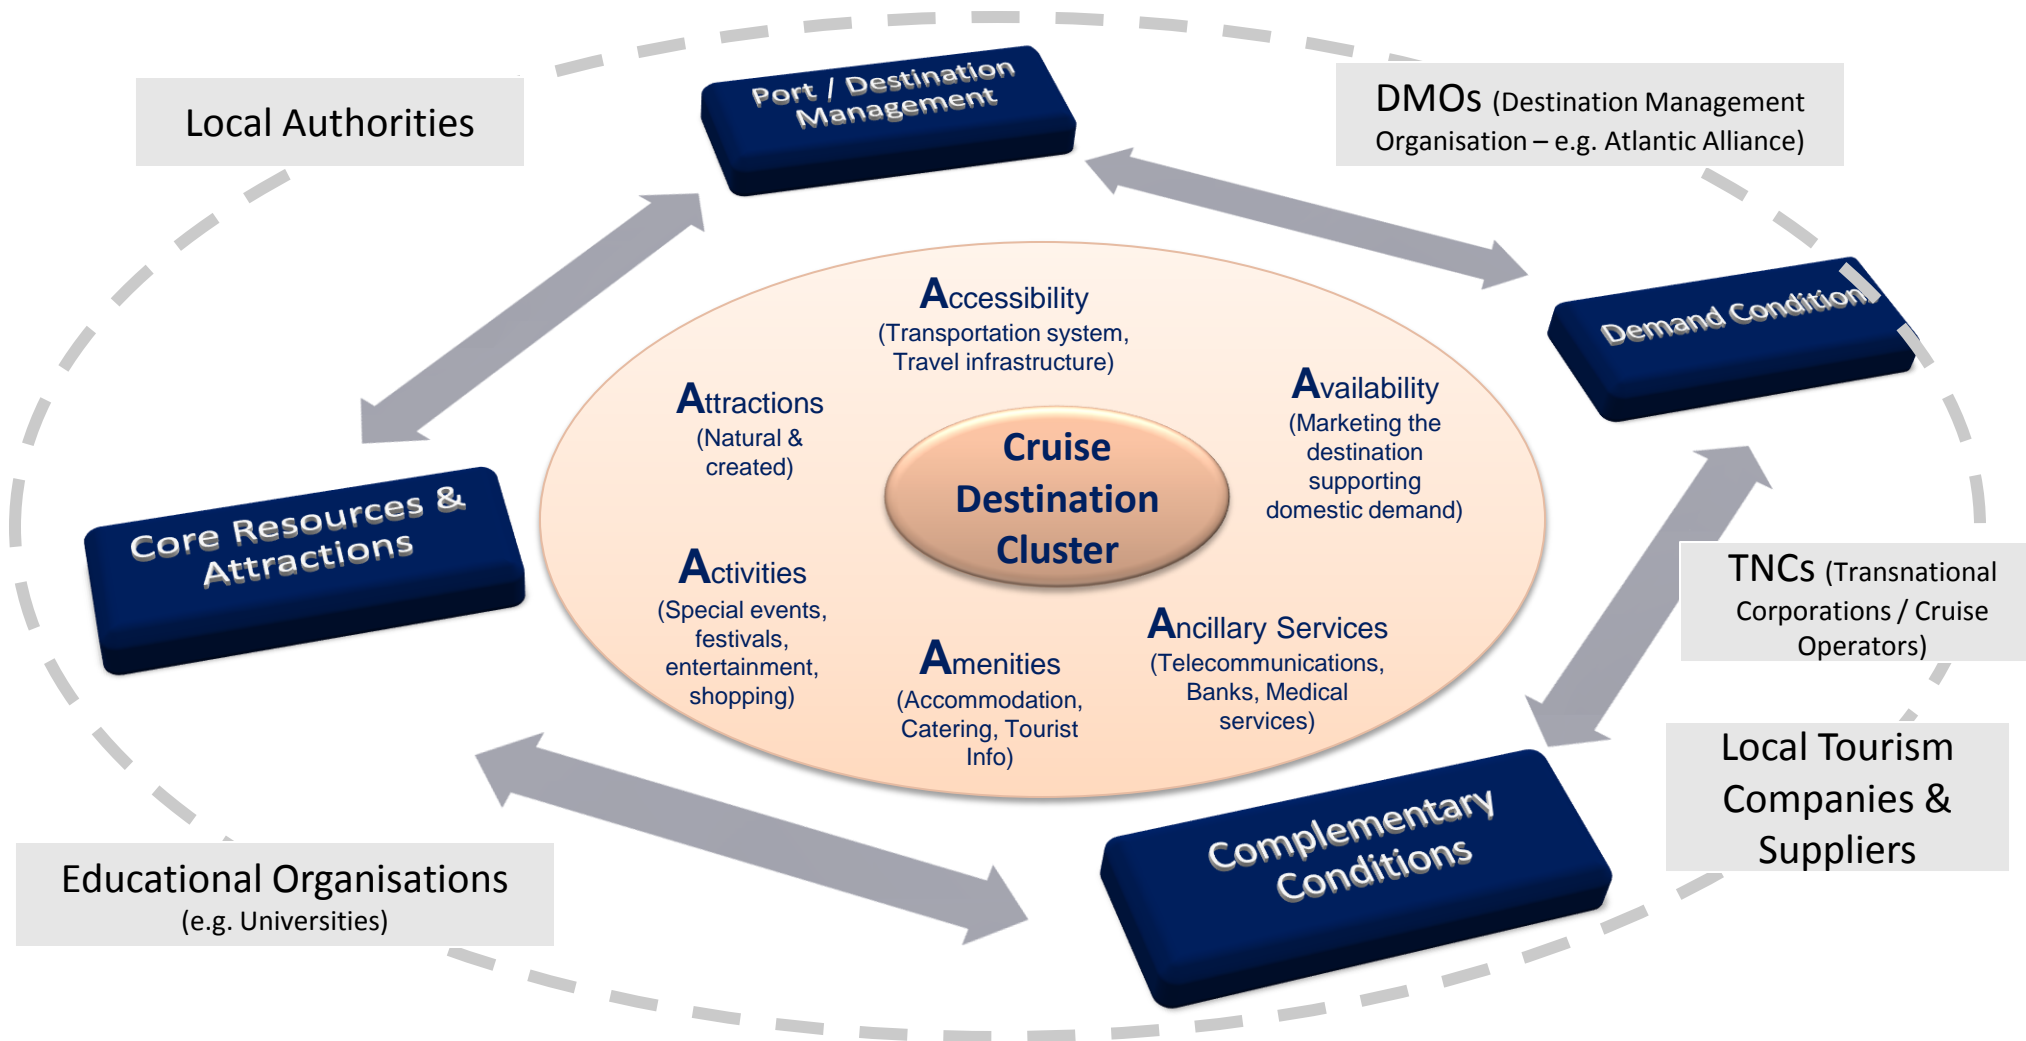 Port / Destination
Management
Local Authorities
DMOs (Destination Management
Organisation – e.g. Atlantic Alliance)
Demand Condition
Accessibility
(Transportation system,
Travel infrastructure)
Attractions
(Natural &
created)
Availability
(Marketing the
destination
supporting
domestic demand)
Cruise
Destination
Cluster
Core Resources &
Attractions
Activities
(Special events,
festivals,
entertainment,
shopping)
Amenities
(Accommodation,
Catering, Tourist
Info)
Ancillary Services
(Telecommunications,
Banks, Medical
services)
TNCs (Transnational
Corporations / Cruise
Operators)
Local Tourism
Companies &
Suppliers
Complementary
Conditions
Educational Organisations
(e.g. Universities)